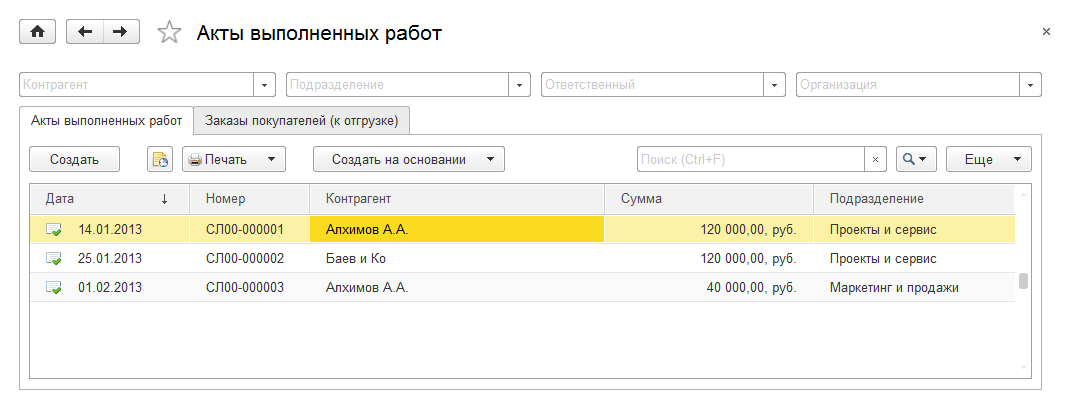 Акты выполненных работ
Контрагент Подразделение Ответственный Организация
Акты выполненных работ Заказы покупателей (к отгрузке)
Создать Печать Создать на основании Поиск (Ctrl+F) × Еще
Дата ↓ Номер Контрагент Сумма Подразделение
14.01.2013 СЛ00-000001 Алхимов А.А. 120 000,00, руб. Проекты и сервис
25.01.2013 СЛ00-000002 Баев и Ко 120 000,00, руб. Проекты и сервис
01.02.2013 СЛ00-000003 Алхимов А.А. 40 000,00, руб. Маркетинг и продажи